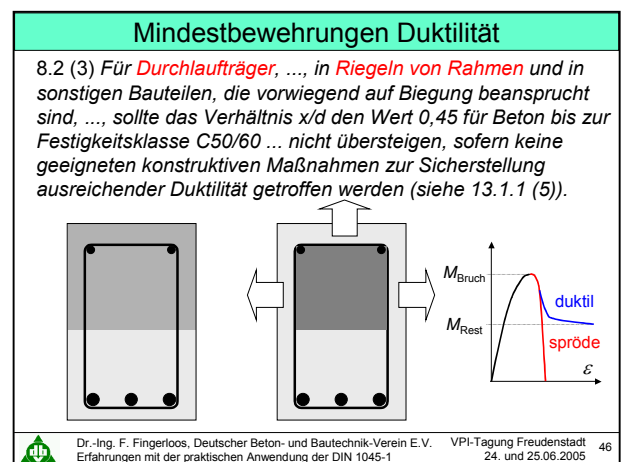 Mindestbewehrungen Duktilität
8.2 (3) Für Durchlaufträger, ..., in Riegeln von Rahmen und in
sonstigen Bauteilen, die vorwiegend auf Biegung beansprucht
sind, ..., sollte das Verhältnis x/d den Wert 0,45 für Beton bis zur
Festigkeitsklasse C50/60 ... nicht übersteigen, sofern keine
geeigneten konstruktiven Maßnahmen zur Sicherstellung
ausreichender Duktilität getroffen werden (siehe 13.1.1 (5)).
M Bruch
duktil
M Rest
spröde
ε
db
Dr.-Ing. F. Fingerloos, Deutscher Beton- und Bautechnik-Verein E.V.
Erfahrungen mit der praktischen Anwendung der DIN 1045-1
VPI-Tagung Freudenstadt
24. und 25.06.2005
46